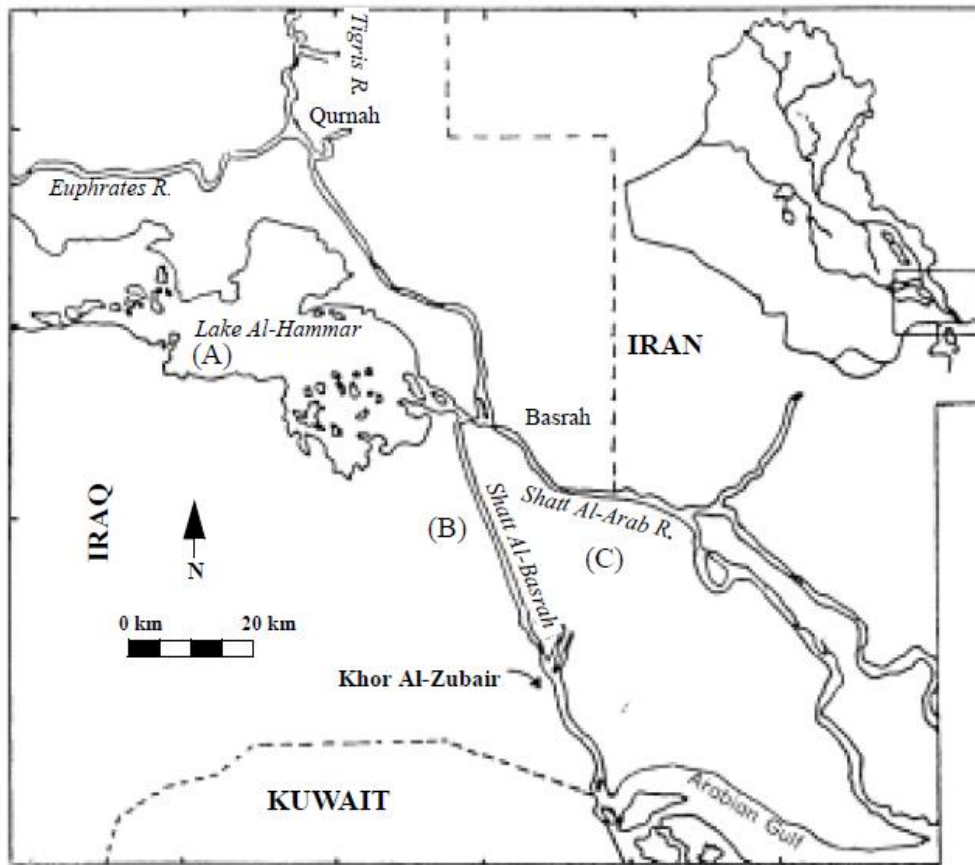 Tigris R.
Qurnah
Euphrates R.
Lake Al-Hammar
(A)
IRAN
Basrah
IRAQ
(B)
Shatt Al-Basrah
Shatt Al-Arab R.
(C)
N
0 km 20 km
Khor Al-Zubair
KUWAIT
Arabian Gulf